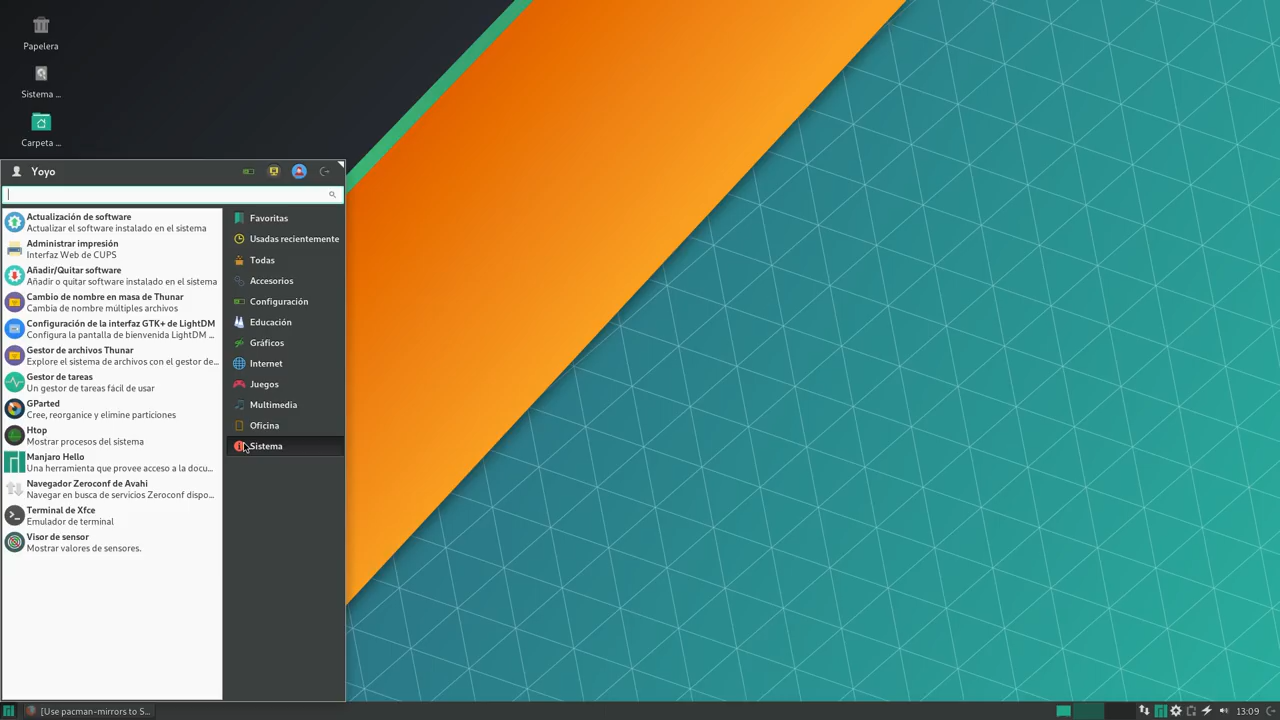 Papelera
Sistema ...
Carpeta ...
Yoyo
Actualización de software
Actualizar el software instalado en el sistema
Administrar impresión
Interfaz Web de CUPS
Añadir/Quitar software
Añadir o quitar software instalado en el sistema
Cambio de nombre en masa de Thunar
Cambia de nombre múltiples archivos
Configuración de la interfaz GTK+ de LightDM
Configura la pantalla de bienvenida LightDM ...
Gestor de archivos Thunar
Explore el sistema de archivos con el gestor de...
Gestor de tareas
Un gestor de tareas fácil de usar
GParted
Cree, reorganice y elimine particiones
Htop
Mostrar procesos del sistema
Manjaro Hello
Una herramienta que provee acceso a la docu...
Navegador Zeroconf de Avahi
Navegar en busca de servicios Zeroconf dispo...
Terminal de Xfce
Emulador de terminal
Visor de sensor
Mostrar valores de sensores.
Favoritas
Usadas recientemente
Todas
Accesorios
Configuración
Educación
Gráficos
Internet
Juegos
Multimedia
Oficina
Sistema
[Use pacman-mirrors to S...
13:09